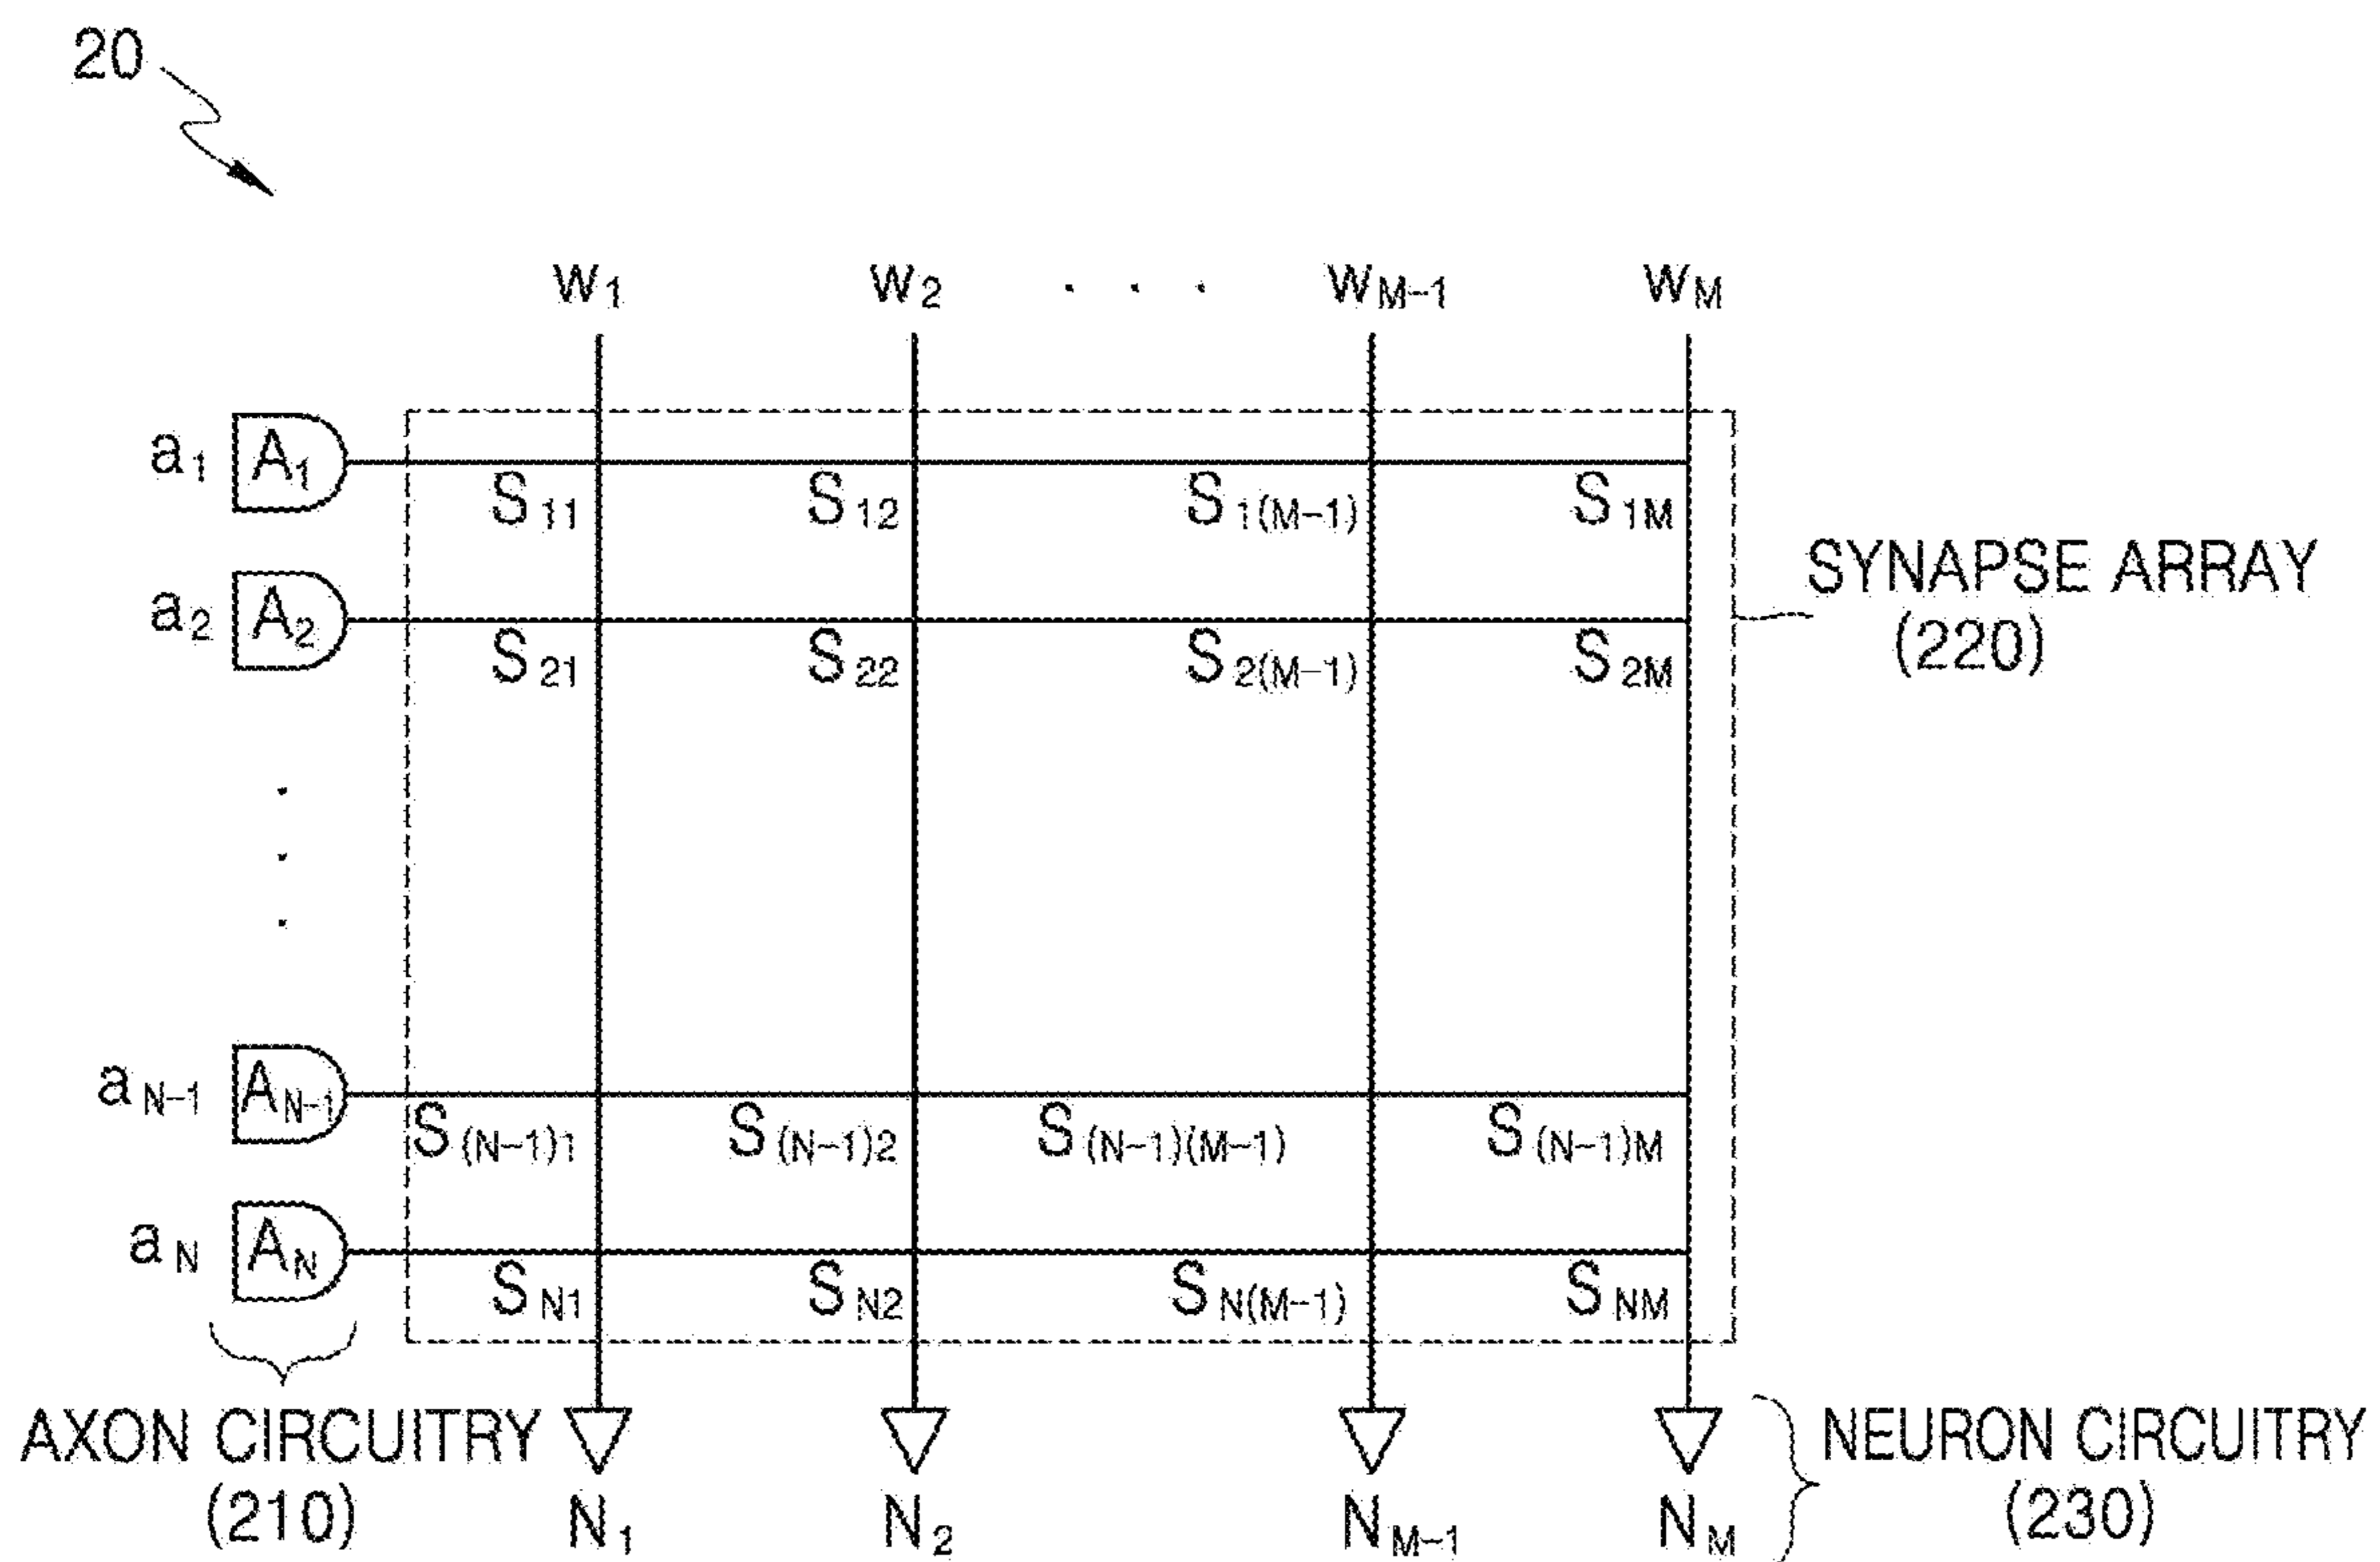 20
w1 w2 . . . wM-1 wM
a1 A1
S11 S12 S1(M-1) S1M
a2 A2
S21 S22 S2(M-1) S2M
SYNAPSE ARRAY
(220)
aN-1 AN-1
S(N-1)1 S(N-1)2 S(N-1)(M-1) S(N-1)M
aN AN
SN1 SN2 SN(M-1) SNM
AXON CIRCUITRY
(210)
N1 N2 NM-1 NM
NEURON CIRCUITRY
(230)